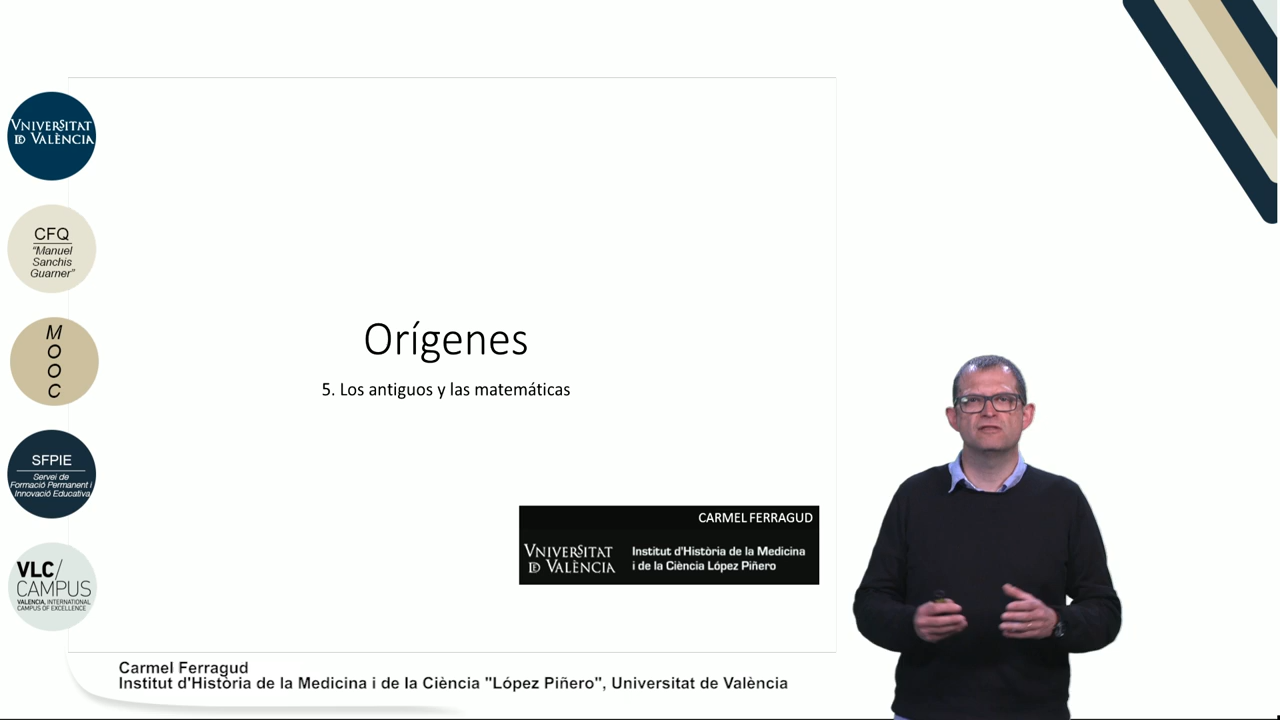 VNIVERSITAT
DE VALÈNCIA
CFQ
"Manuel
Sanchis
Guarner"
M
O
O
C
SFPIE
Servei de
Formació Permanent i
Innovació Educativa
VLC/
CAMPUS
VALENCIA, INTERNATIONAL
CAMPUS OF EXCELLENCE
Orígenes
5. Los antiguos y las matemáticas
CARMEL FERRAGUD
VNIVERSITAT
DE VALÈNCIA
Institut d'Història de la Medicina
i de la Ciència López Piñero
Carmel Ferragud
Institut d'Història de la Medicina i de la Ciència "López Piñero", Universitat de València